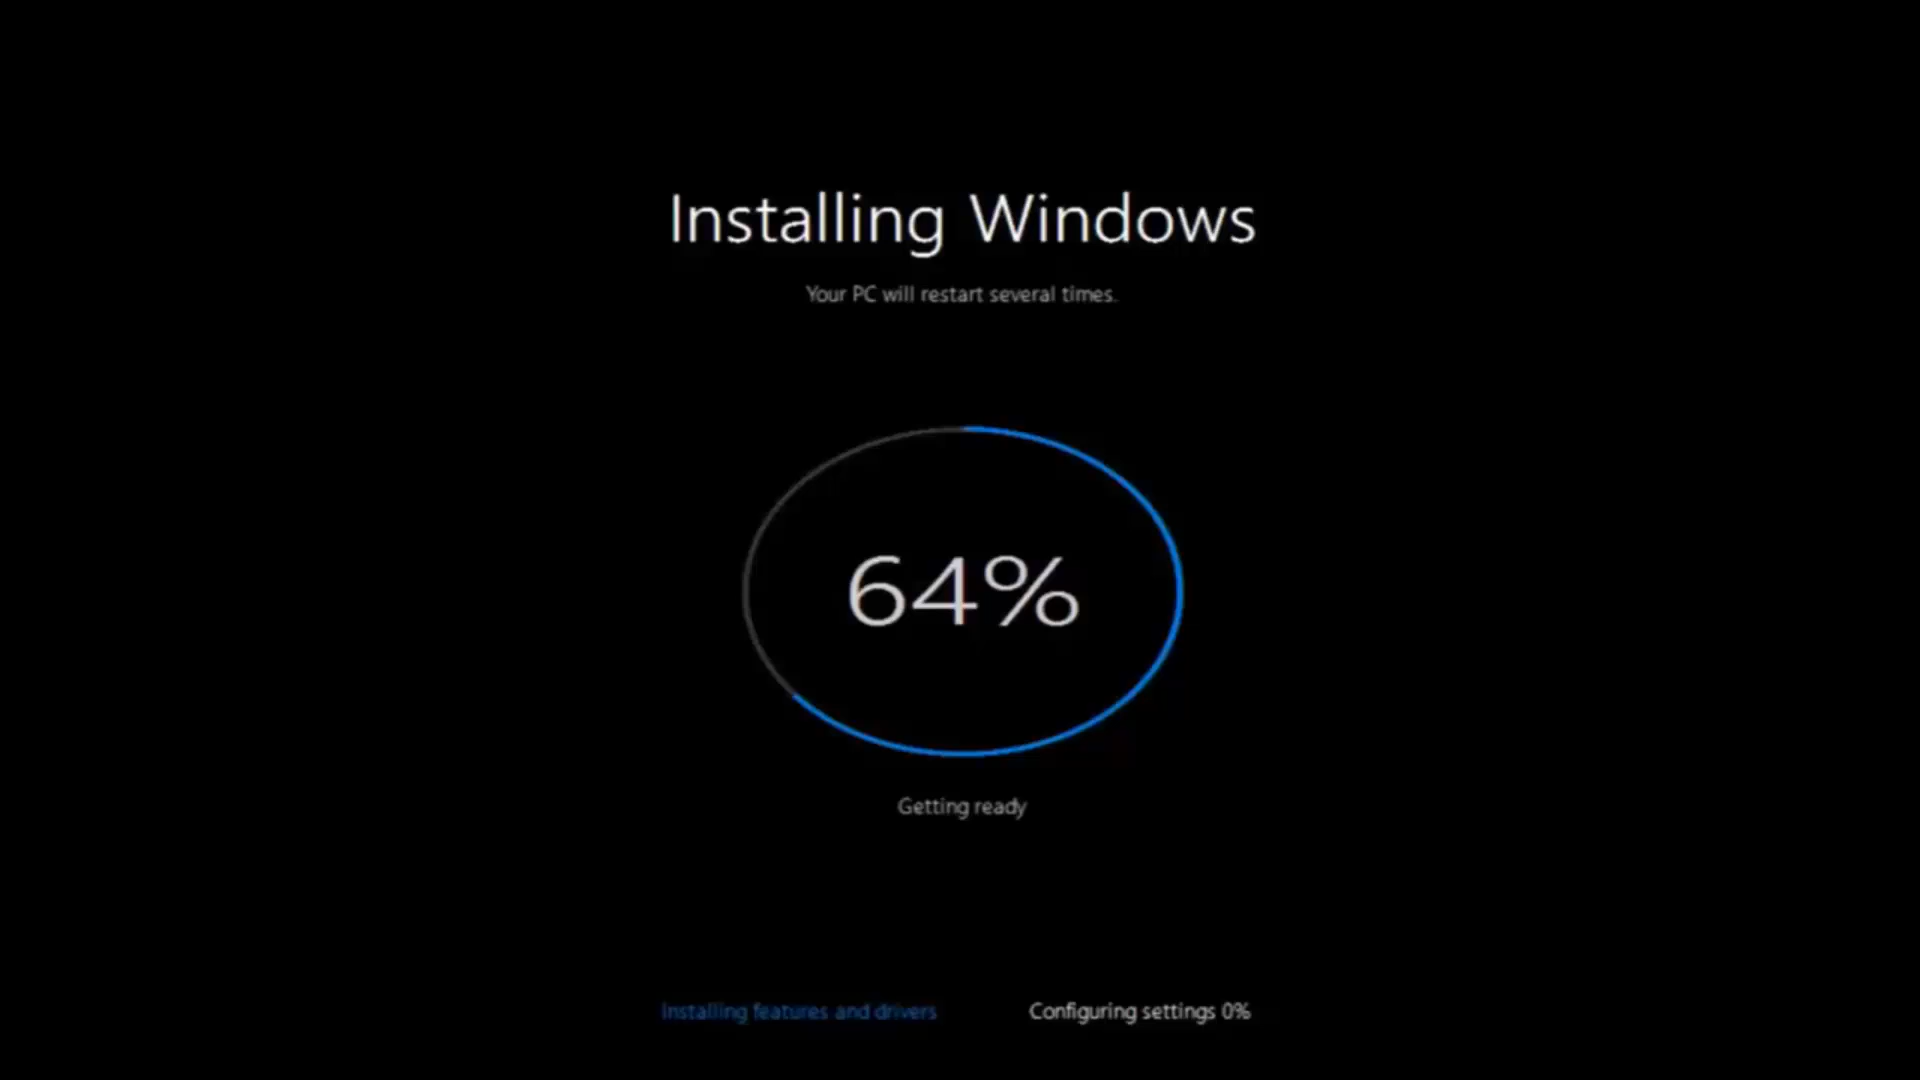 Installing Windows
Your PC will restart several times.
64%
Getting ready
Installing features and drivers
Configuring settings 0%